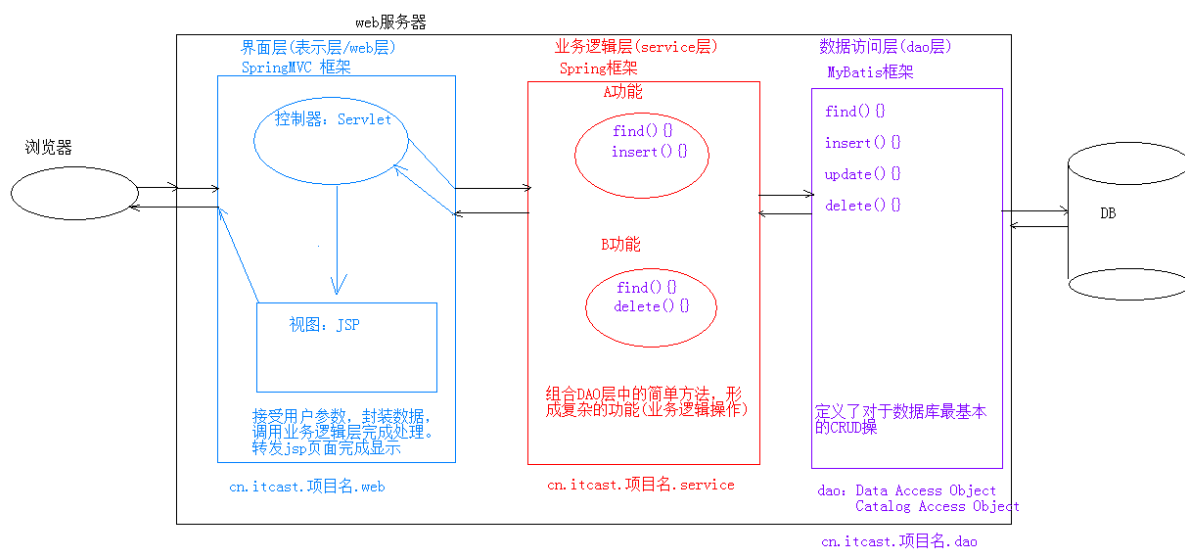 web服务器
浏览器
界面层(表示层/web层)
SpringMVC 框架
控制器：Servlet
视图：JSP
接受用户参数，封装数据，
调用业务逻辑层完成处理。
转发jsp页面完成显示
cn.itcast.项目名.web
业务逻辑层(service层)
Spring框架
A功能
find(){}
insert(){}
B功能
find(){}
delete(){}
组合DAO层中的简单方法，形
成复杂的功能(业务逻辑操作)
cn.itcast.项目名.service
数据访问层(dao层)
MyBatis框架
find(){}
insert(){}
update(){}
delete(){}
定义了对于数据库最基本
的CRUD操
dao：Data Access Object
Catalog Access Object
cn.itcast.项目名.dao
DB